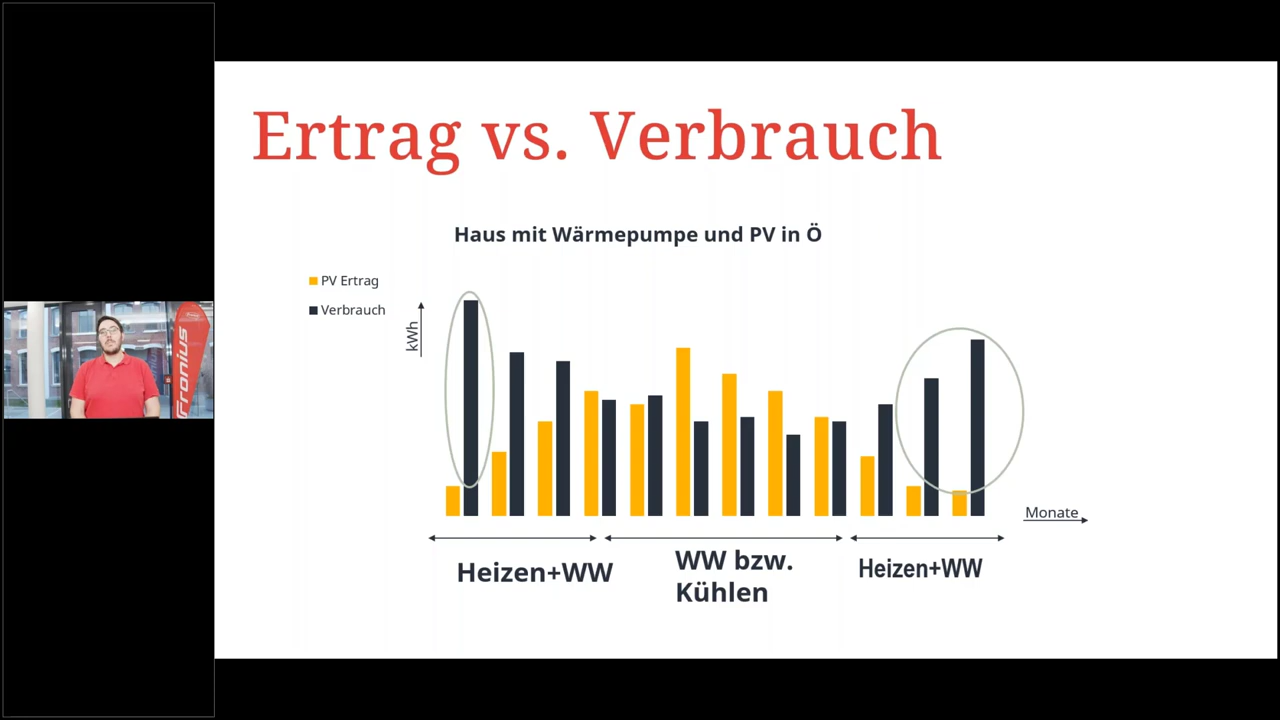 Ertrag vs. Verbrauch
Haus mit Wärmepumpe und PV in Ö
PV Ertrag
Verbrauch
kWh
Monate
Heizen+WW
WW bzw.
Kühlen
Heizen+WW
Fronius